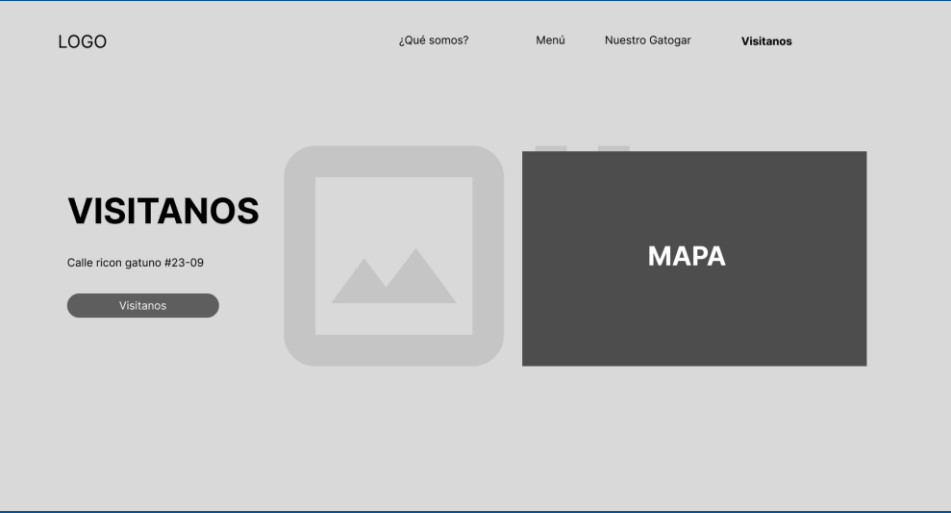 LOGO
¿Qué somos?
Menú
Nuestro Gatogar
Visitanos
VISITANOS
Calle ricon gatuno #23-09
Visitanos
MAPA